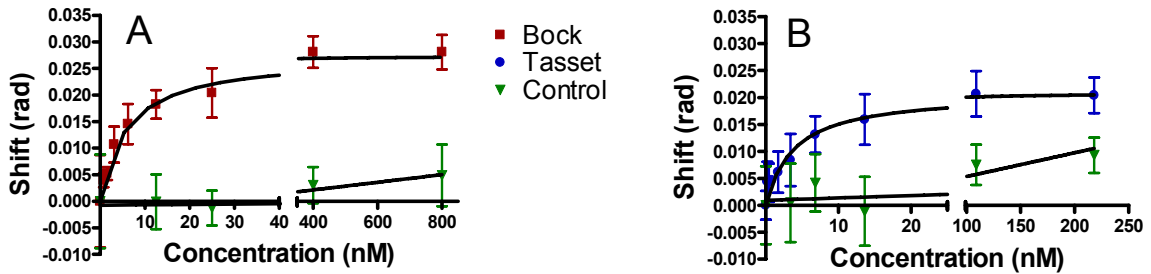 A
Shift (rad)
0.035
0.030
0.025
0.020
0.015
0.010
0.005
0.000
-0.005
-0.010
10 20 30 40 400 600 800
Concentration (nM)
Bock
Tasset
Control
B
Shift (rad)
0.035
0.030
0.025
0.020
0.015
0.010
0.005
0.000
-0.005
-0.010
10 20 100 150 200 250
Concentration (nM)